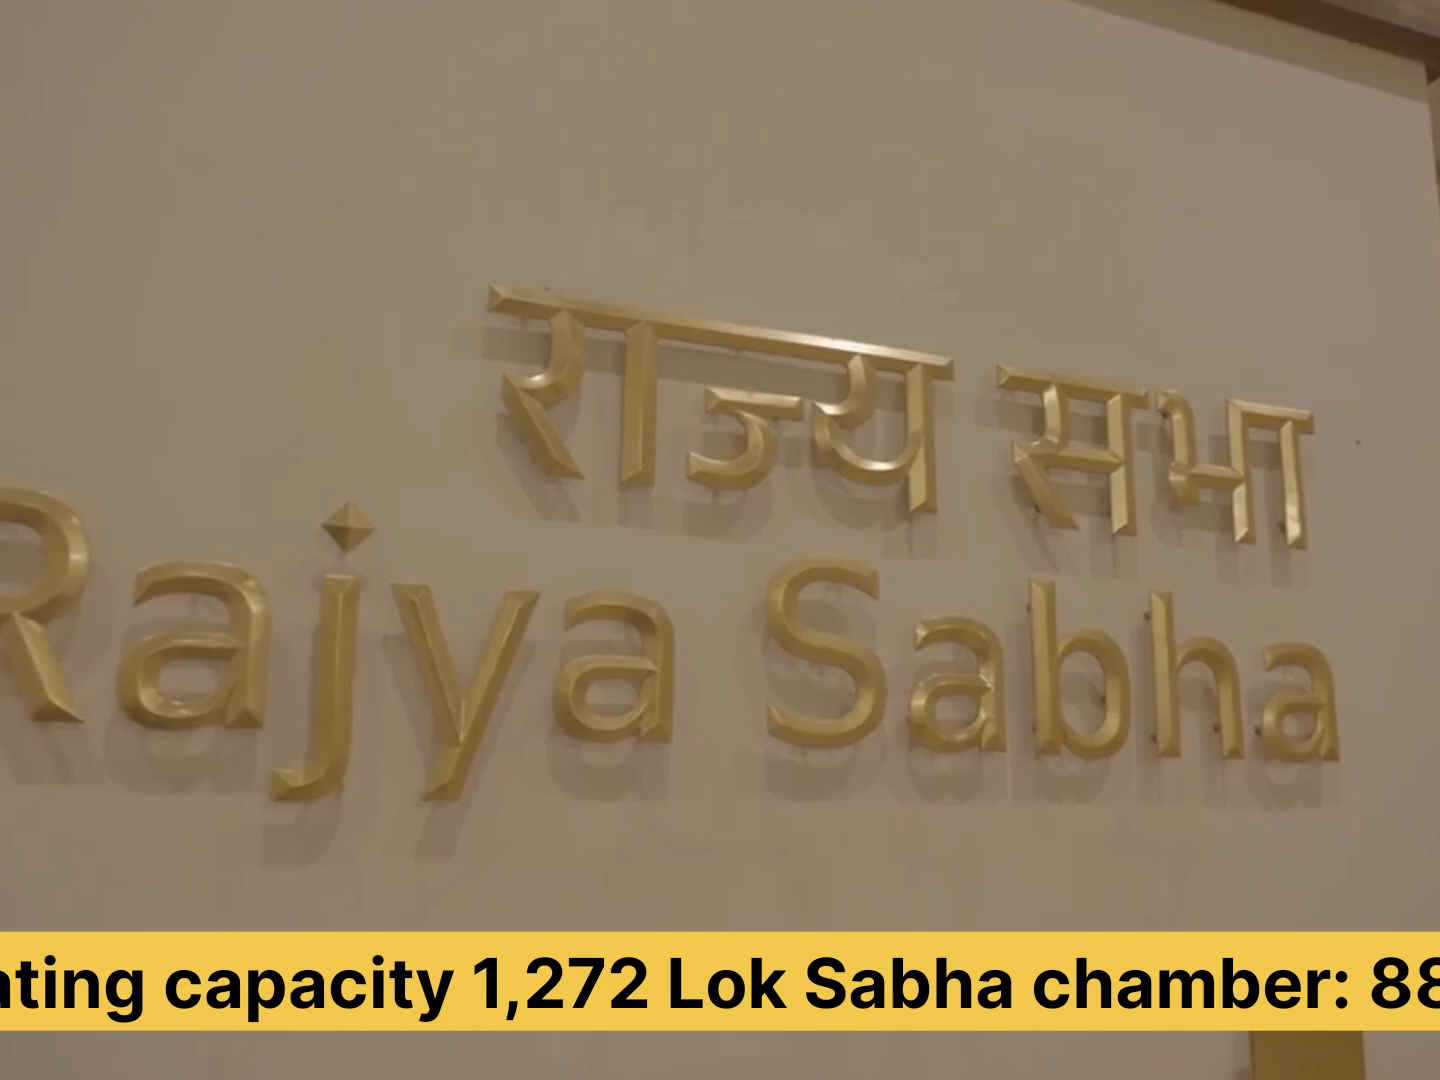 राज्य सभा
Rajya Sabha
ating capacity 1,272 Lok Sabha chamber: 88